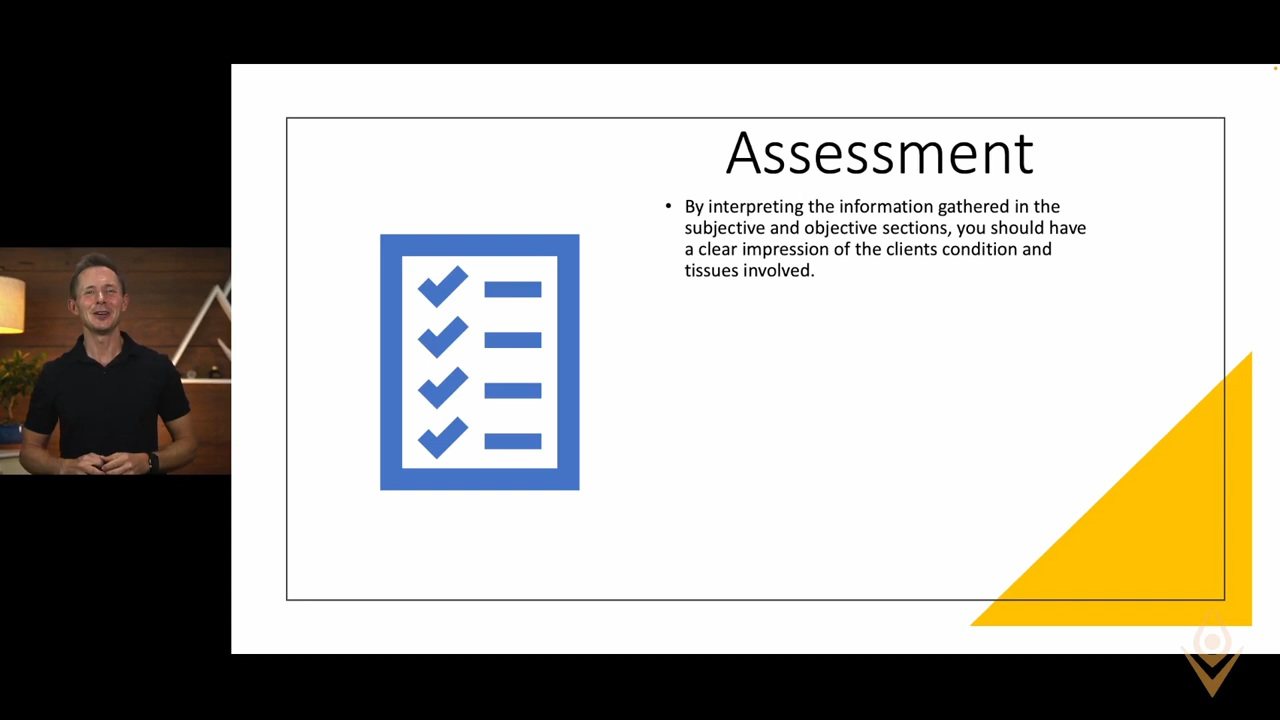 Assessment
• By interpreting the information gathered in the
subjective and objective sections, you should have
a clear impression of the clients condition and
tissues involved.